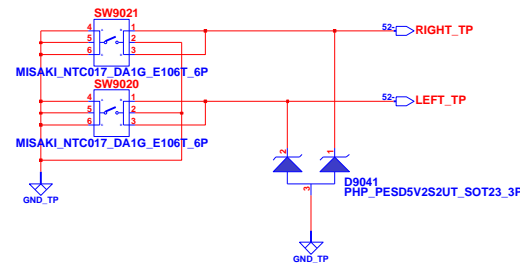 SW9021
4 1
5 2
6 3
MISAKI_NTC017_DA1G_E106T_6P
52- RIGHT_TP
SW9020
4 1
5 2
6 3
MISAKI_NTC017_DA1G_E106T_6P
52- LEFT_TP
2 1
3
D9041
PHP_PESD5V2S2UT_SOT23_3P
GND_TP
GND_TP